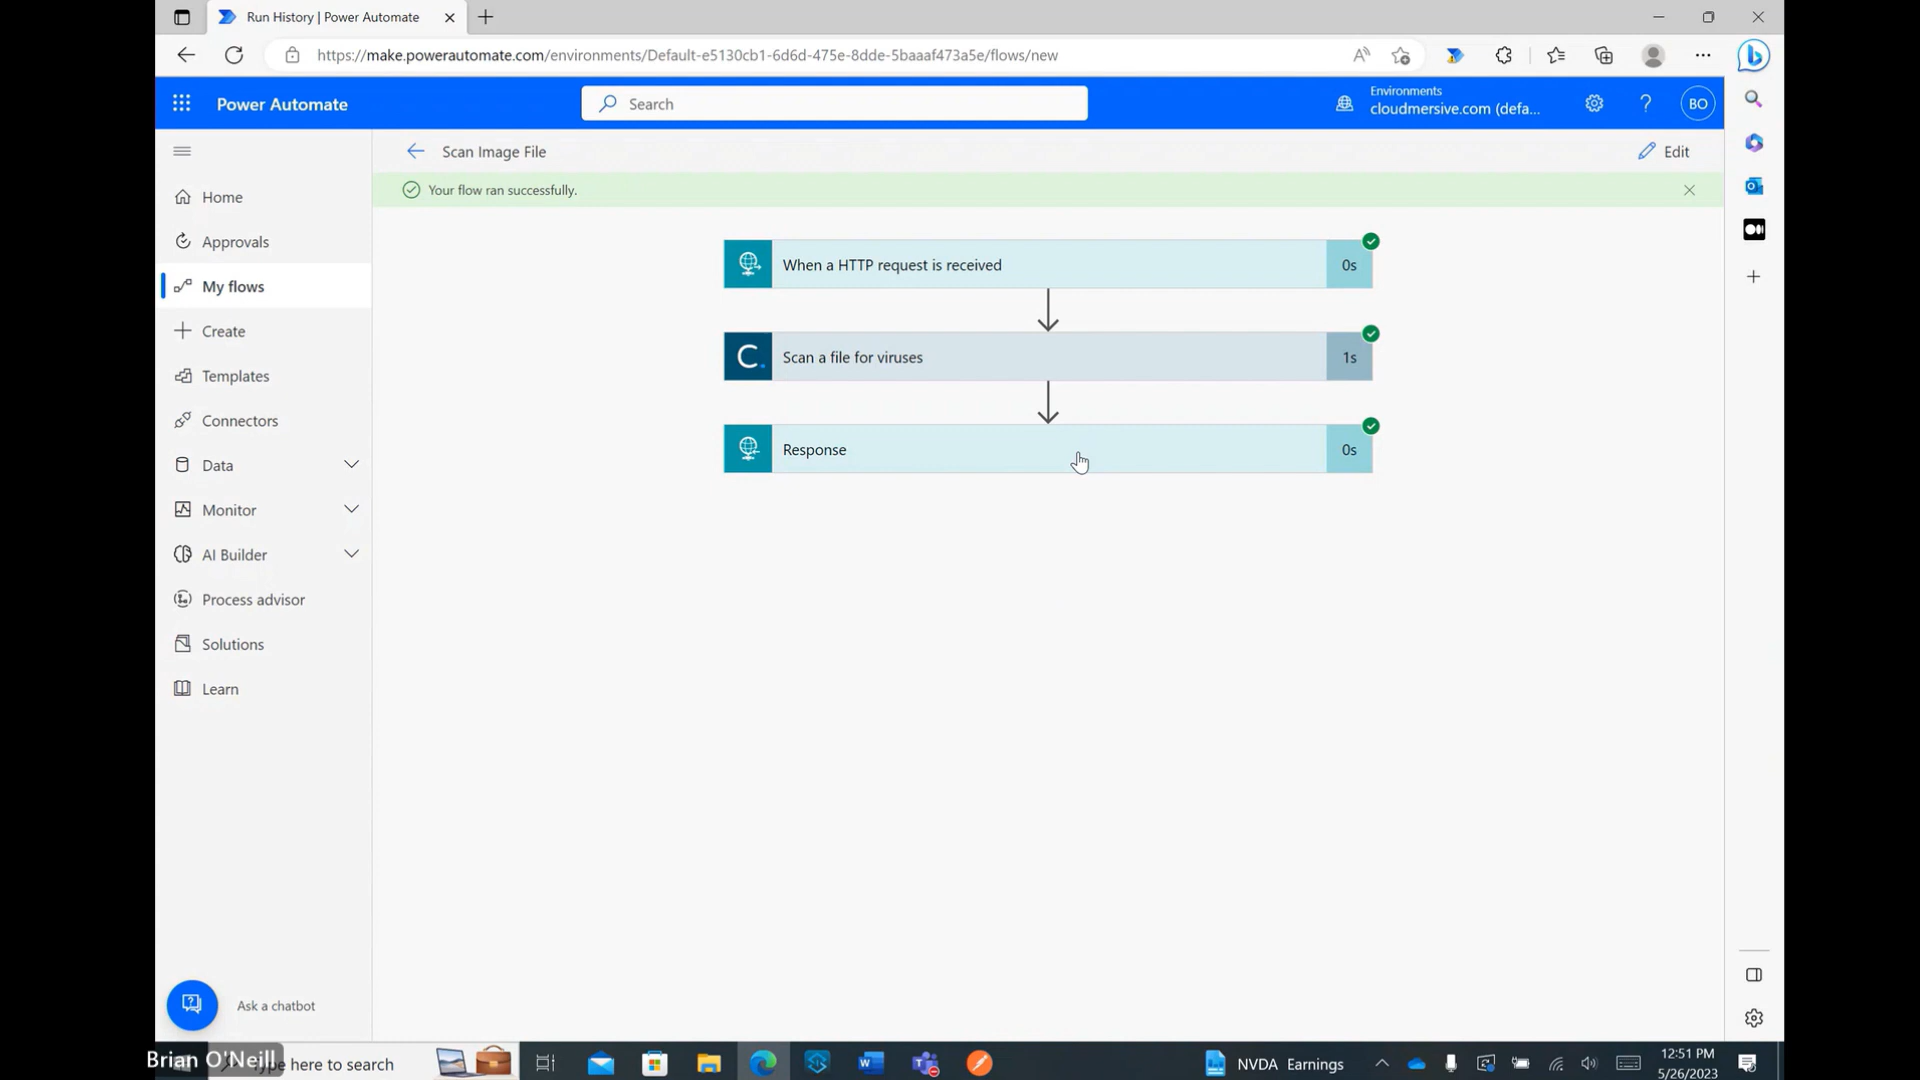 Run History | Power Automate
https://make.powerautomate.com/environments/Default-e5130cb1-6d6d-475e-8dde-5baaaf473a5e/flows/new
Power Automate
Search
Environments
cloudmersive.com (defa...
BO
Scan Image File
Edit
Your flow ran successfully.
Home
Approvals
My flows
Create
Templates
Connectors
Data
Monitor
AI Builder
Process advisor
Solutions
Learn
When a HTTP request is received
0s
C.
Scan a file for viruses
1s
Response
0s
Ask a chatbot
Brian O'Neill
here to search
NVDA Earnings
12:51 PM
5/26/2023